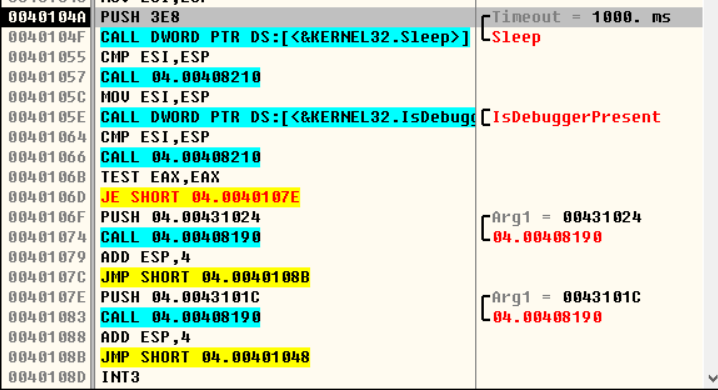 MOV ESI,ESP
0040104A PUSH 3E8 Timeout = 1000. ms
0040104F CALL DWORD PTR DS:[<&KERNEL32.Sleep>] Sleep
00401055 CMP ESI,ESP
00401057 CALL 04.00408210
0040105C MOV ESI,ESP
0040105E CALL DWORD PTR DS:[<&KERNEL32.IsDebugg IsDebuggerPresent
00401064 CMP ESI,ESP
00401066 CALL 04.00408210
0040106B TEST EAX,EAX
0040106D JE SHORT 04.0040107E
0040106F PUSH 04.00431024 Arg1 = 00431024
00401074 CALL 04.00408190 04.00408190
00401079 ADD ESP,4
0040107C JMP SHORT 04.0040108B
0040107E PUSH 04.0043101C Arg1 = 0043101C
00401083 CALL 04.00408190 04.00408190
00401088 ADD ESP,4
0040108B JMP SHORT 04.00401048
0040108D INT3